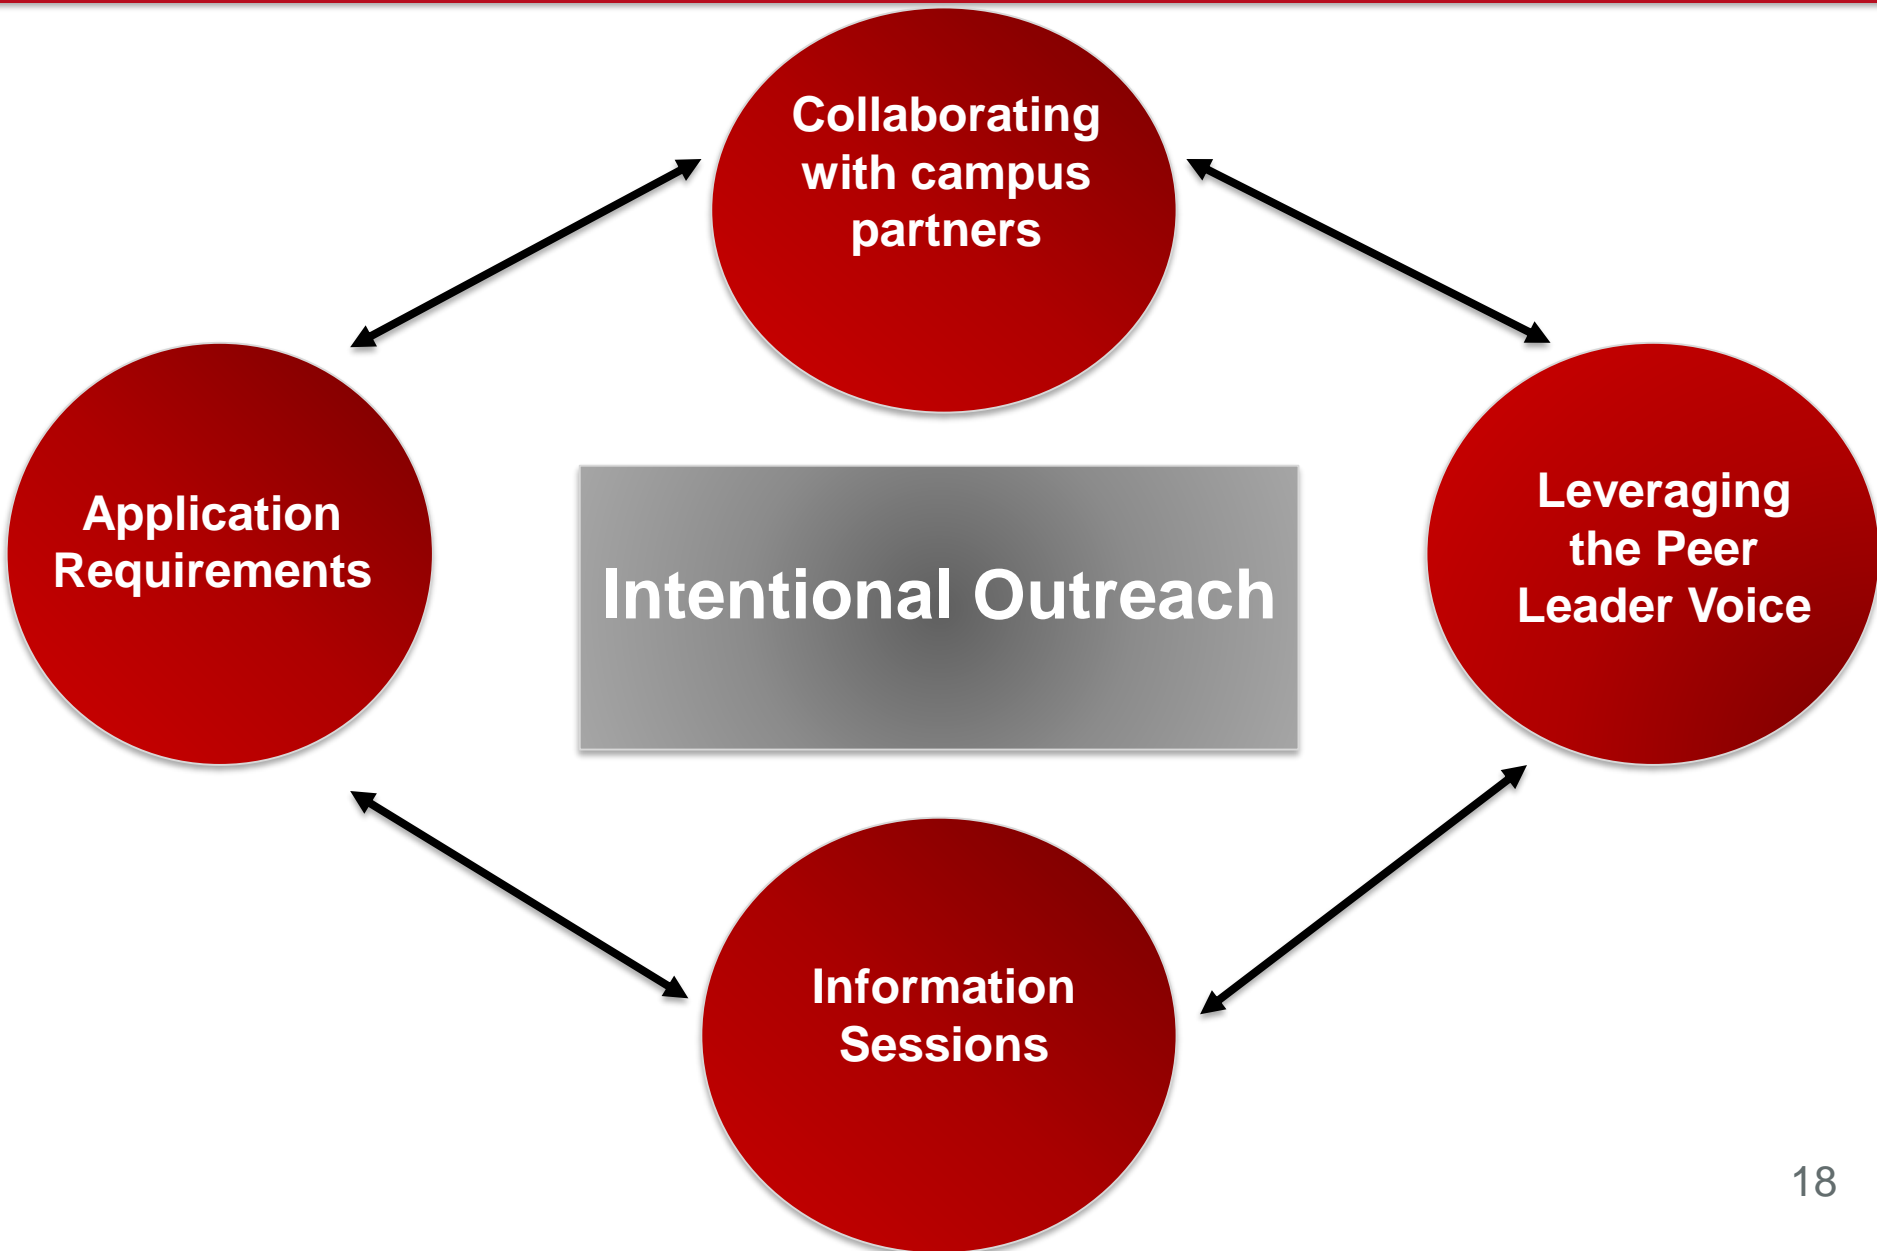 Collaborating
with campus
partners
Application
Requirements
Intentional Outreach
Leveraging
the Peer
Leader Voice
Information
Sessions
18